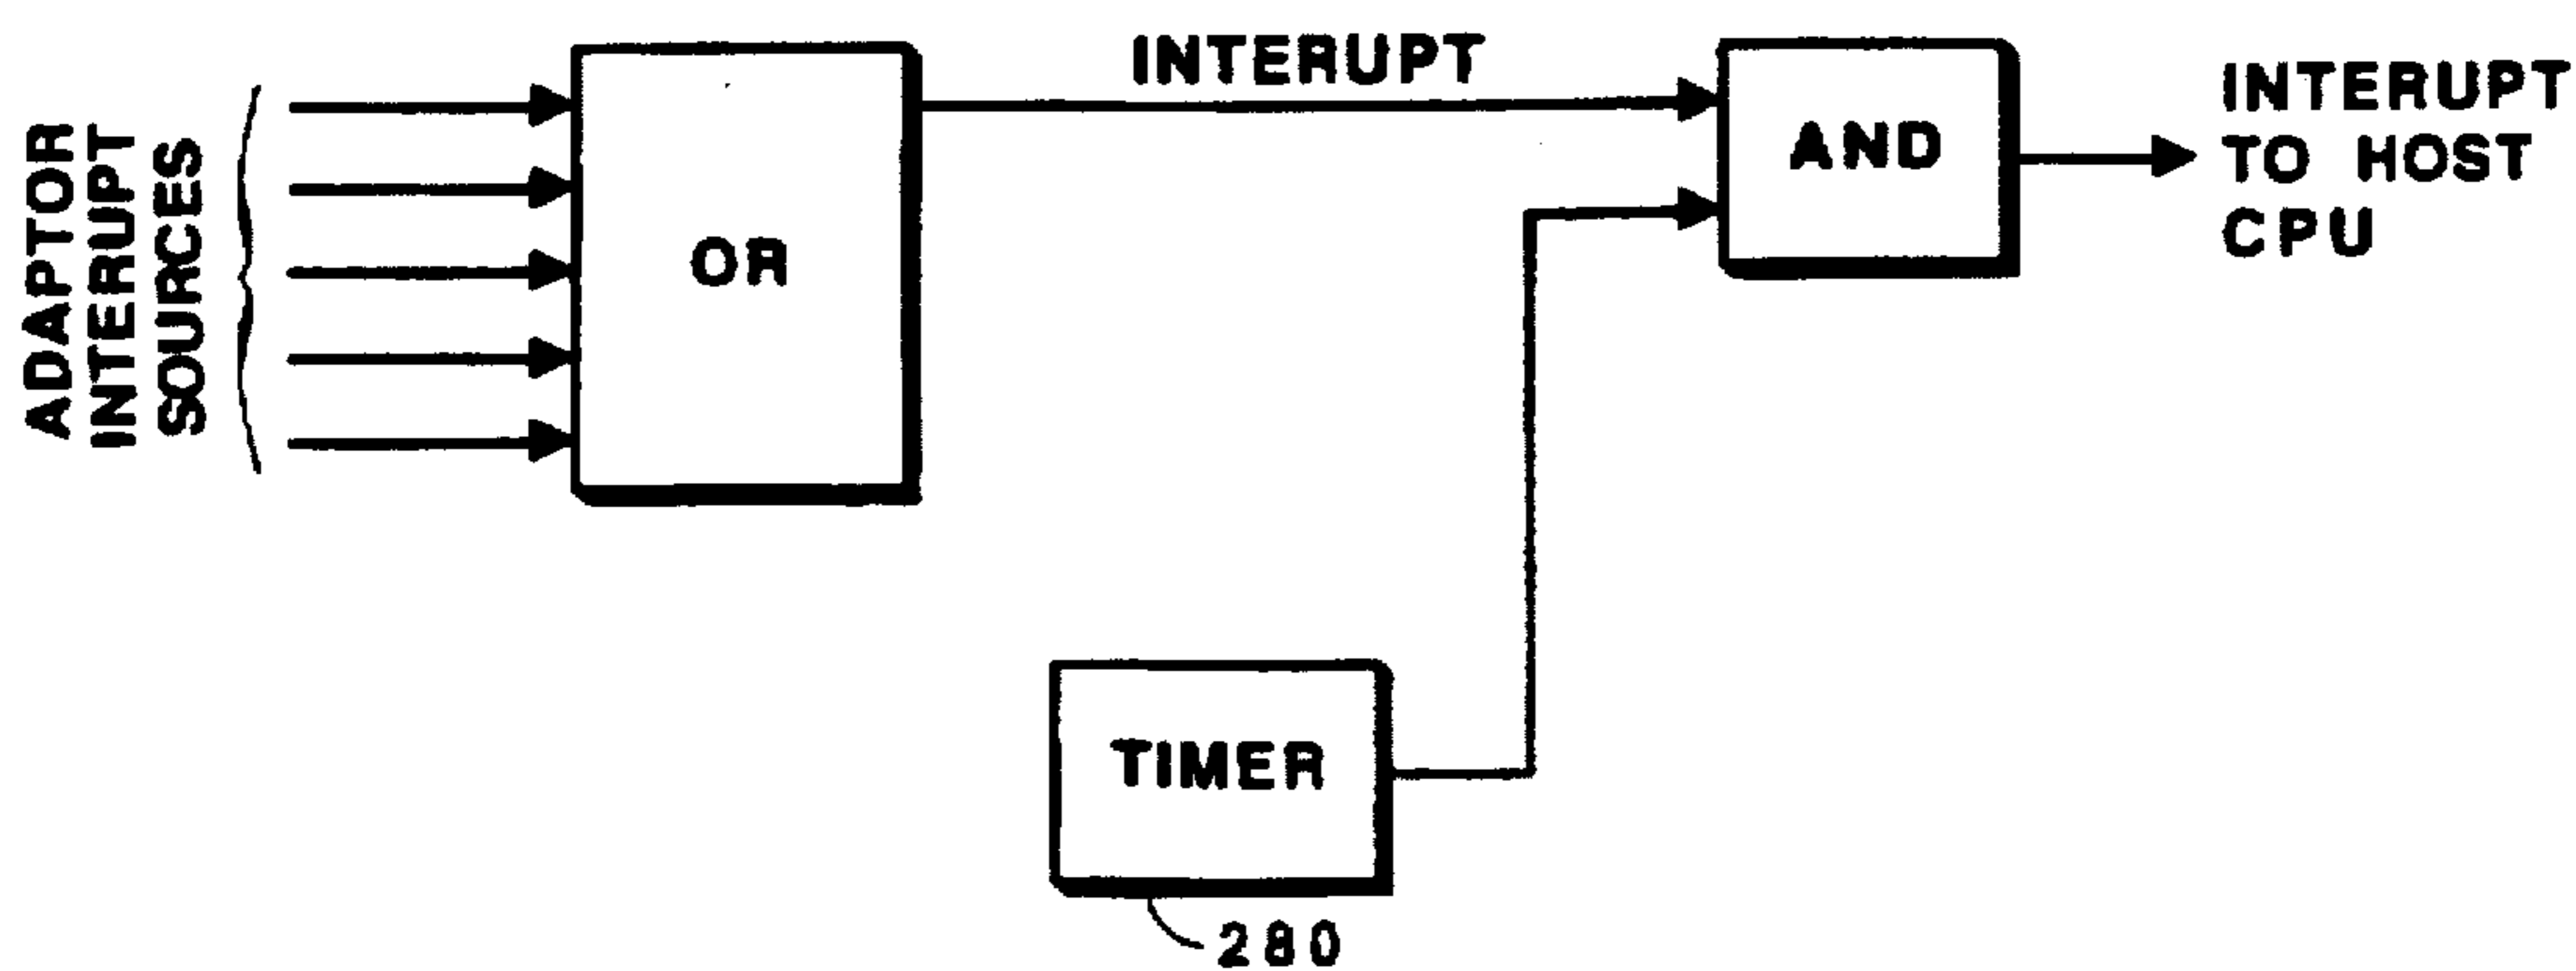 ADAPTOR
INTERUPT
SOURCES
OR
INTERUPT
AND
INTERUPT
TO HOST
CPU
TIMER
280